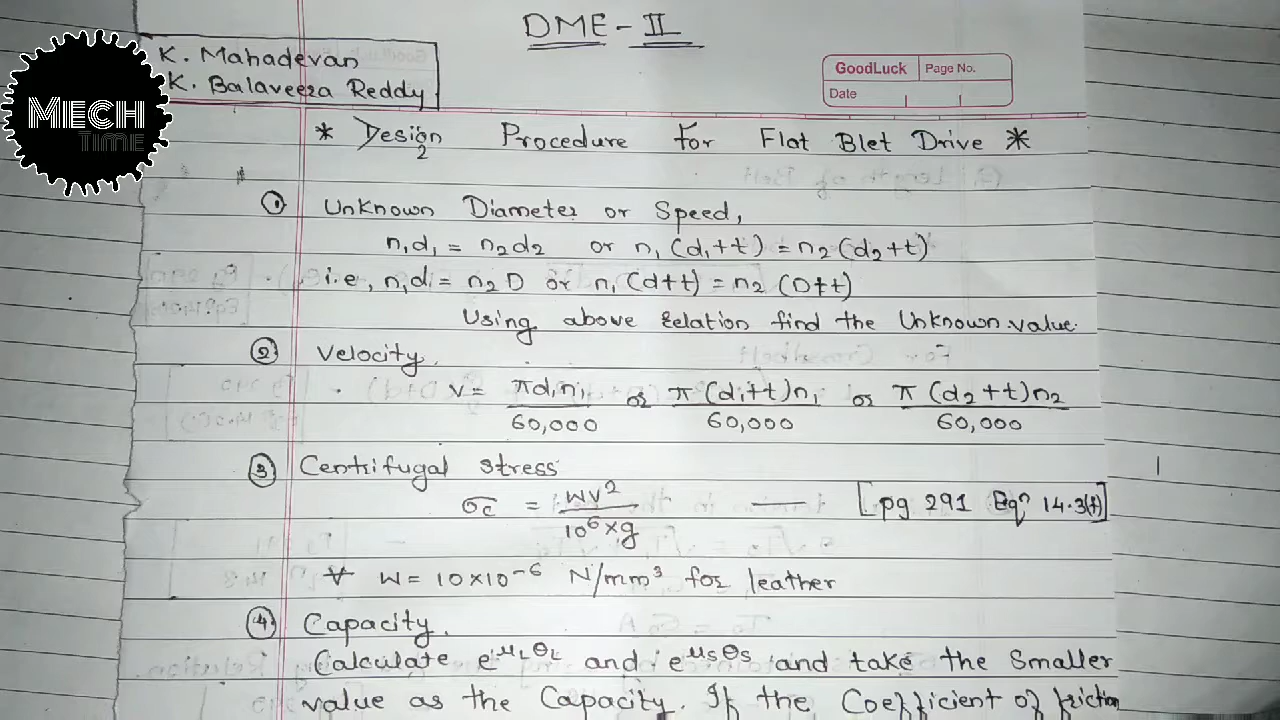 DME - II
K. Mahadevan
K. Balaveera Reddy
MECH
TIME
GoodLuck Page No.
Date
* Design Procedure For Flat Blet Drive *
2
① Unknown Diameter or Speed,
n₁d₁ = n₂d₂ or n₁(d₁+t) = n₂(d₂+t)
i.e, n₁d = n₂D or n₁(d+t) = n₂(D+t)
Using above relation find the Unknown value.
② Velocity.
V = πd₁n₁/60,000 or π(d₁+t)n₁/60,000 or π(d₂+t)n₂/60,000
③ Centrifugal stress
σc = WV²/10⁶×g — [pg 291 Eqⁿ 14.3(f)]
∀ W = 10×10⁻⁶ N/mm³ for leather
④ Capacity.
Calculate e^μLθL and e^μSθS and take the Smaller
value as the Capacity. If the Coefficient of friction